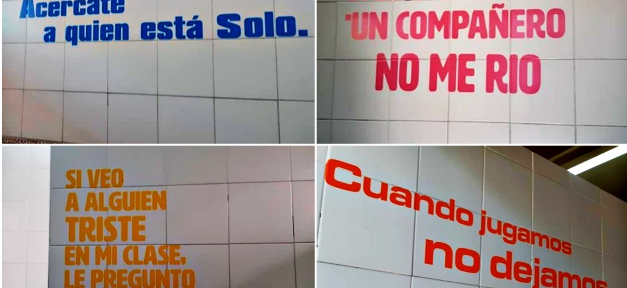 Acércate
a quien está Solo.
"UN COMPAÑERO
NO ME RIO
SI VEO
A ALGUIEN
TRISTE
EN MI CLASE,
LE PREGUNTO
Cuando jugamos
no dejamos